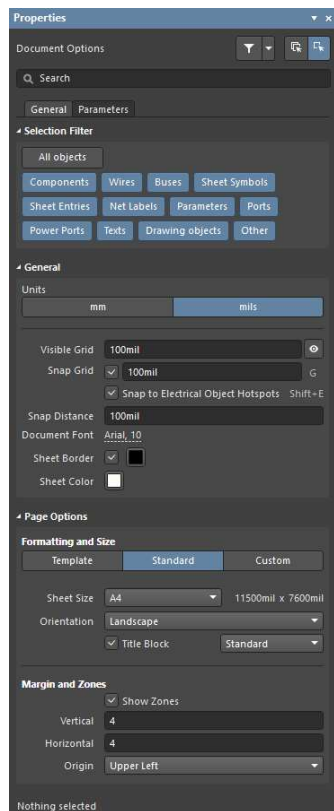 Properties
Document Options
Search
General Parameters
Selection Filter
All objects
Components Wires Buses Sheet Symbols
Sheet Entries Net Labels Parameters Ports
Power Ports Texts Drawing objects Other
General
Units
mm mils
Visible Grid 100mil
Snap Grid 100mil G
Snap to Electrical Object Hotspots Shift+E
Snap Distance 100mil
Document Font Arial, 10
Sheet Border
Sheet Color
Page Options
Formatting and Size
Template Standard Custom
Sheet Size A4 11500mil x 7600mil
Orientation Landscape
Title Block Standard
Margin and Zones
Show Zones
Vertical 4
Horizontal 4
Origin Upper Left
Nothing selected